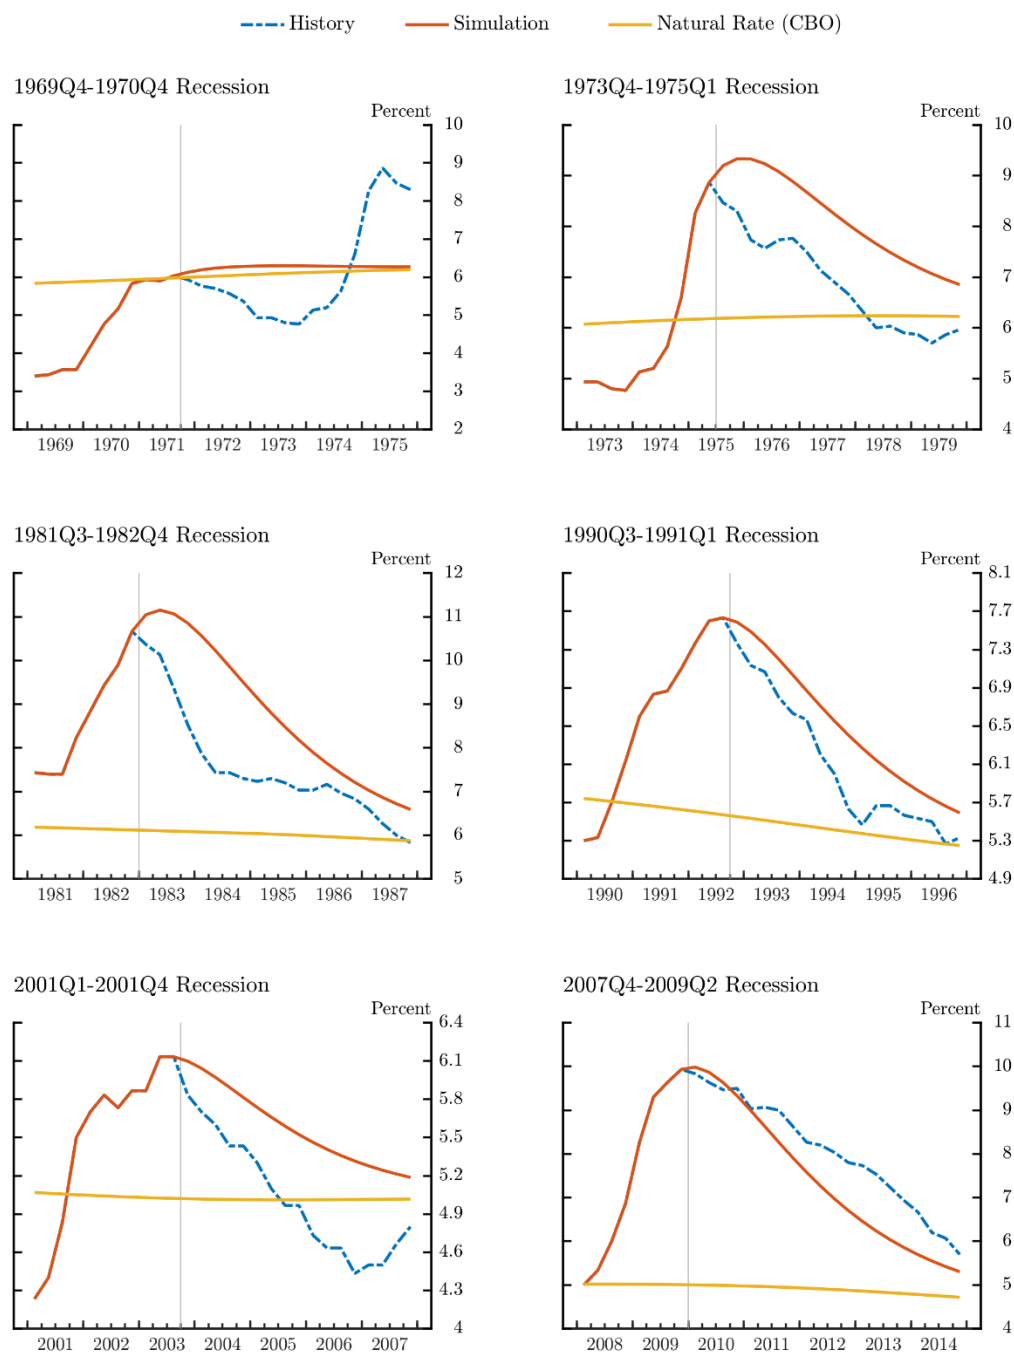 History Simulation Natural Rate (CBO)
1969Q4-1970Q4 Recession
Percent
10
9
8
7
6
5
4
3
2
1969 1970 1971 1972 1973 1974 1975
1973Q4-1975Q1 Recession
Percent
10
9
8
7
6
5
4
1973 1974 1975 1976 1977 1978 1979
1981Q3-1982Q4 Recession
Percent
12
11
10
9
8
7
6
5
1981 1982 1983 1984 1985 1986 1987
1990Q3-1991Q1 Recession
Percent
8.1
7.7
7.3
6.9
6.5
6.1
5.7
5.3
4.9
1990 1991 1992 1993 1994 1995 1996
2001Q1-2001Q4 Recession
Percent
6.4
6.1
5.8
5.5
5.2
4.9
4.6
4.3
4
2001 2002 2003 2004 2005 2006 2007
2007Q4-2009Q2 Recession
Percent
11
10
9
8
7
6
5
4
2008 2009 2010 2011 2012 2013 2014